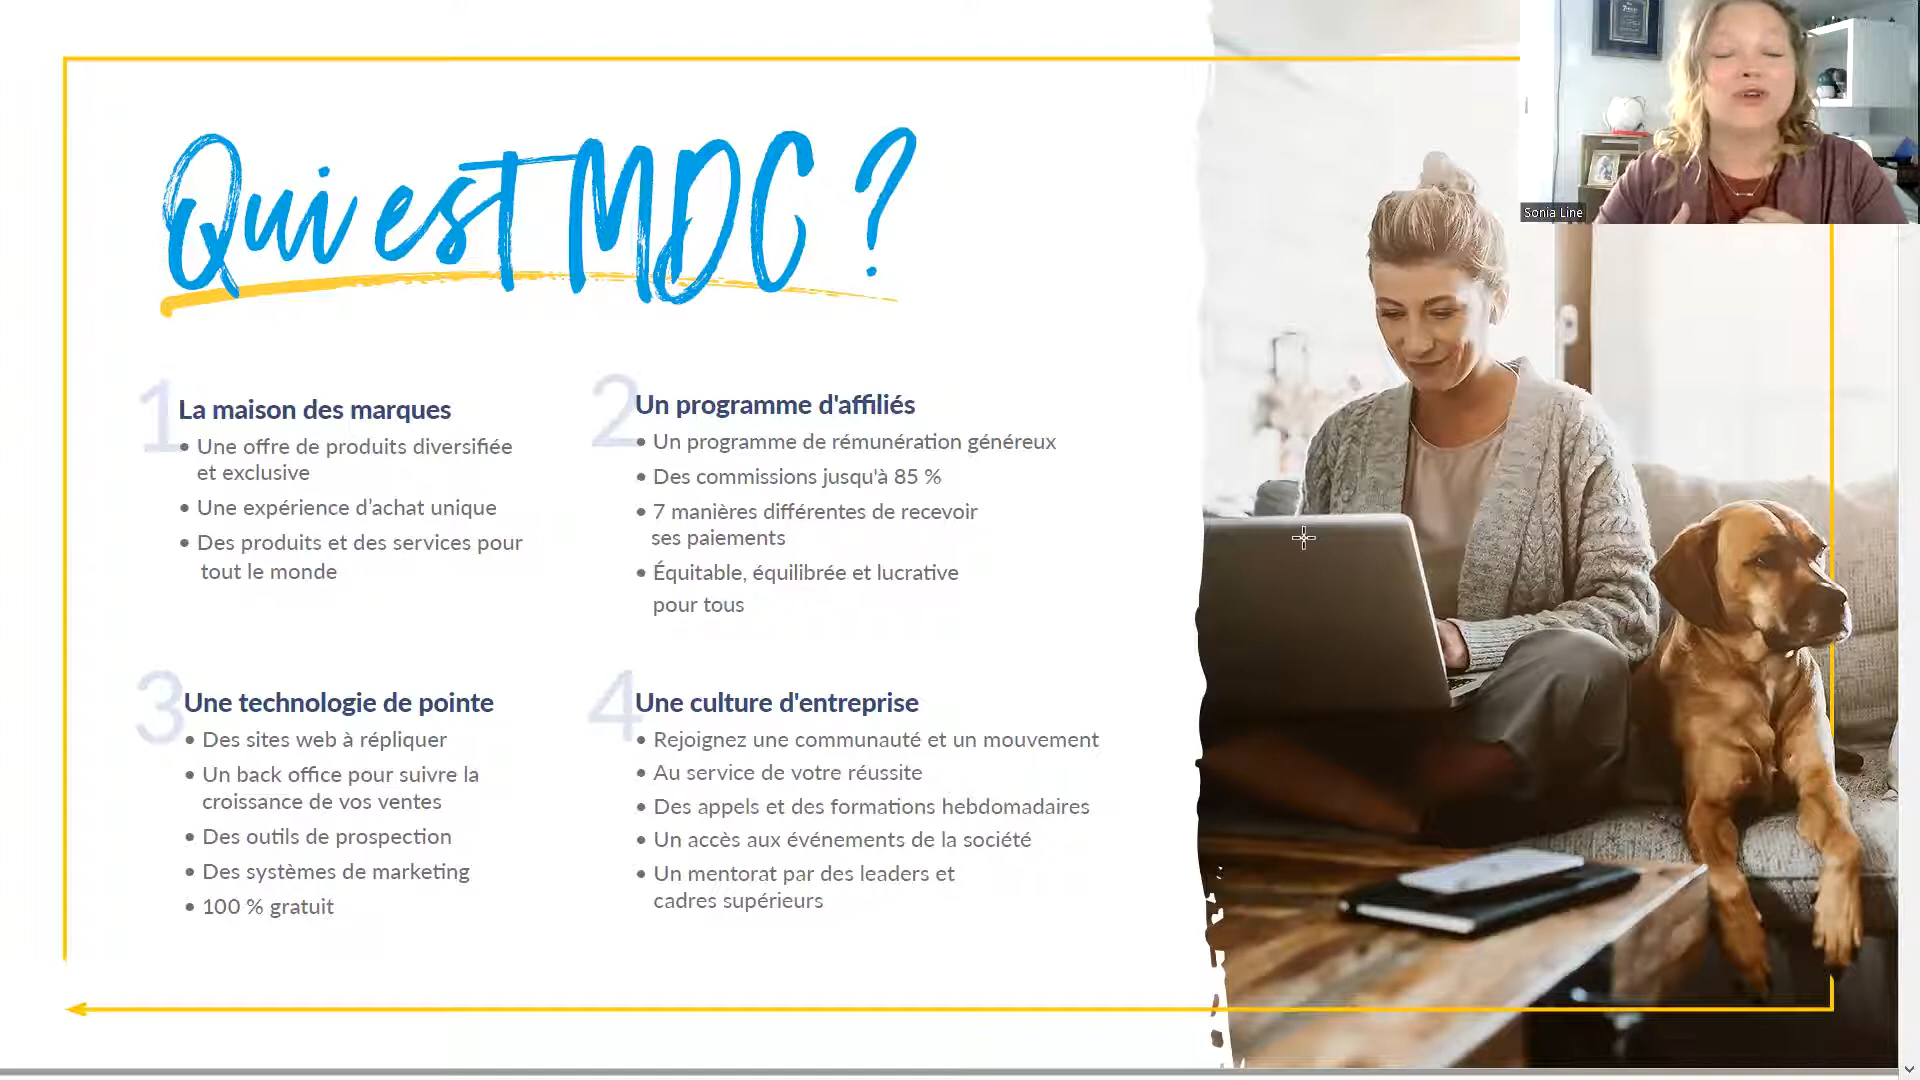 Qui est MDC ?
Sonia Line
1
La maison des marques
• Une offre de produits diversifiée
et exclusive
• Une expérience d’achat unique
• Des produits et des services pour
tout le monde
2
Un programme d'affiliés
• Un programme de rémunération généreux
• Des commissions jusqu'à 85 %
• 7 manières différentes de recevoir
ses paiements
• Équitable, équilibrée et lucrative
pour tous
3
Une technologie de pointe
• Des sites web à répliquer
• Un back office pour suivre la
croissance de vos ventes
• Des outils de prospection
• Des systèmes de marketing
• 100 % gratuit
4
Une culture d'entreprise
• Rejoignez une communauté et un mouvement
• Au service de votre réussite
• Des appels et des formations hebdomadaires
• Un accès aux événements de la société
• Un mentorat par des leaders et
cadres supérieurs